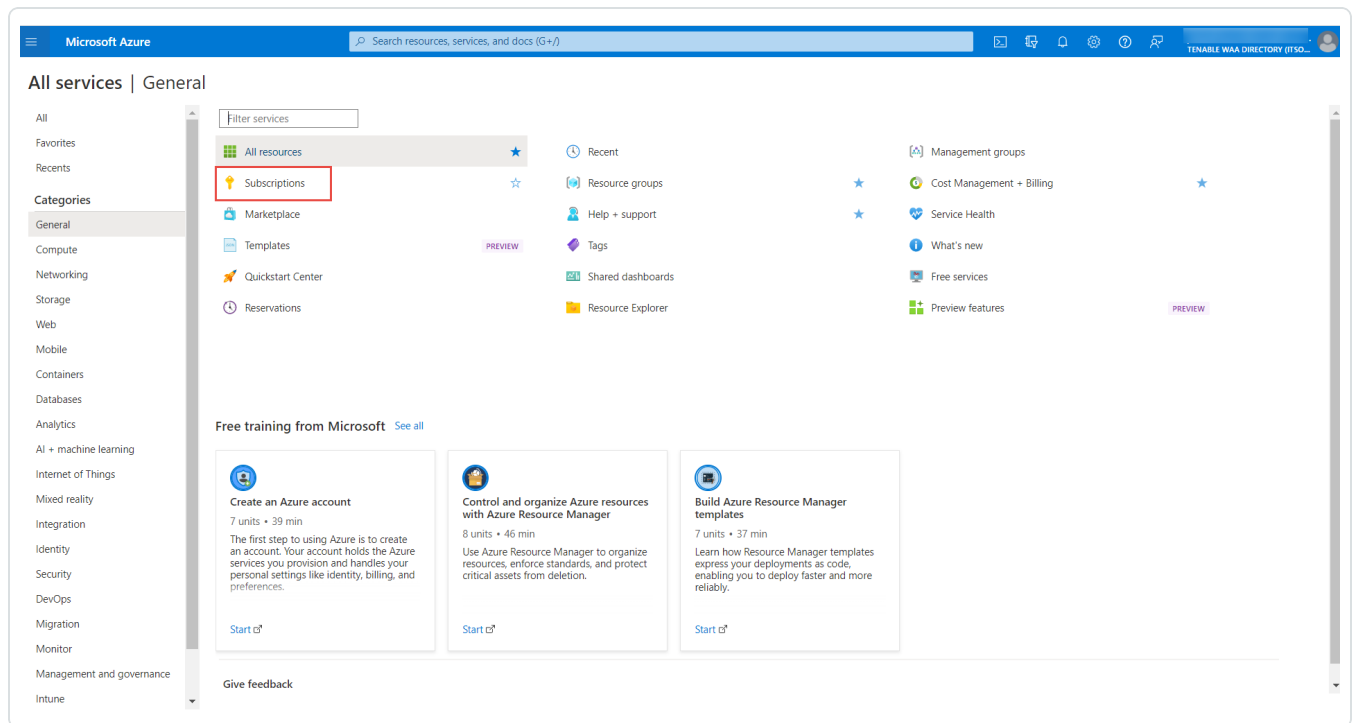 Microsoft Azure
Search resources, services, and docs (G+/)
TENABLE WAA DIRECTORY (ITSO...
All services | General
All
Favorites
Recents
Categories
General
Compute
Networking
Storage
Web
Mobile
Containers
Databases
Analytics
AI + machine learning
Internet of Things
Mixed reality
Integration
Identity
Security
DevOps
Migration
Monitor
Management and governance
Intune
Filter services
All resources
Recent
Management groups
Subscriptions
Resource groups
Cost Management + Billing
Marketplace
Help + support
Service Health
Templates PREVIEW
Tags
What's new
Quickstart Center
Shared dashboards
Free services
Reservations
Resource Explorer
Preview features PREVIEW
Free training from Microsoft See all
Create an Azure account
7 units • 39 min
The first step to using Azure is to create
an account. Your account holds the Azure
services you provision and handles your
personal settings like identity, billing, and
preferences.
Start
Control and organize Azure resources
with Azure Resource Manager
8 units • 46 min
Use Azure Resource Manager to organize
resources, enforce standards, and protect
critical assets from deletion.
Start
Build Azure Resource Manager
templates
7 units • 37 min
Learn how Resource Manager templates
express your deployments as code,
enabling you to deploy faster and more
reliably.
Start
Give feedback